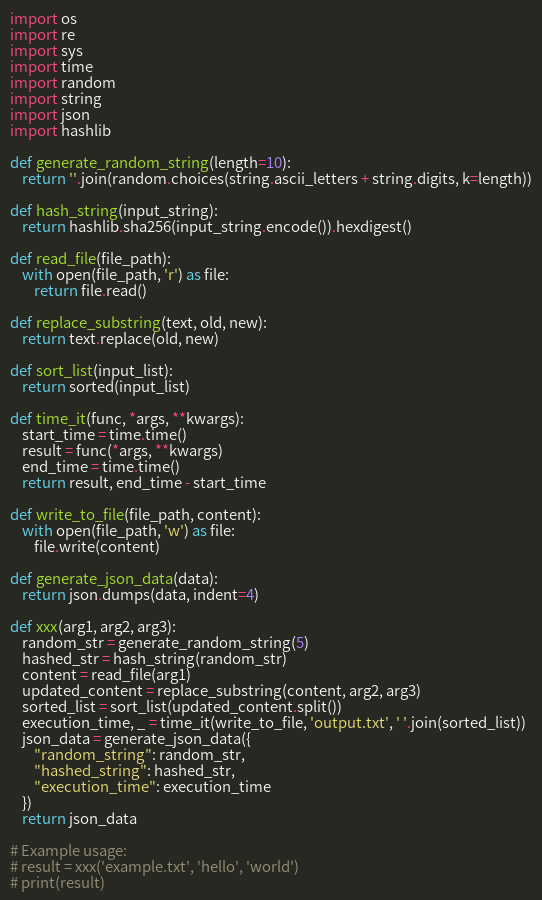 import os
import re
import sys
import time
import random
import string
import json
import hashlib

def generate_random_string(length=10):
    return ''.join(random.choices(string.ascii_letters + string.digits, k=length))

def hash_string(input_string):
    return hashlib.sha256(input_string.encode()).hexdigest()

def read_file(file_path):
    with open(file_path, 'r') as file:
        return file.read()

def replace_substring(text, old, new):
    return text.replace(old, new)

def sort_list(input_list):
    return sorted(input_list)

def time_it(func, *args, **kwargs):
    start_time = time.time()
    result = func(*args, **kwargs)
    end_time = time.time()
    return result, end_time - start_time

def write_to_file(file_path, content):
    with open(file_path, 'w') as file:
        file.write(content)

def generate_json_data(data):
    return json.dumps(data, indent=4)

def xxx(arg1, arg2, arg3):
    random_str = generate_random_string(5)
    hashed_str = hash_string(random_str)
    content = read_file(arg1)
    updated_content = replace_substring(content, arg2, arg3)
    sorted_list = sort_list(updated_content.split())
    execution_time, _ = time_it(write_to_file, 'output.txt', ' '.join(sorted_list))
    json_data = generate_json_data({
        "random_string": random_str,
        "hashed_string": hashed_str,
        "execution_time": execution_time
    })
    return json_data

# Example usage:
# result = xxx('example.txt', 'hello', 'world')
# print(result)